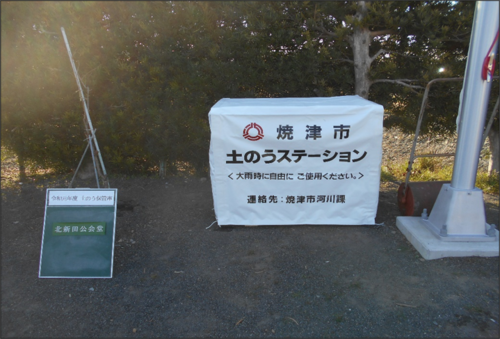 焼津市
土のうステーション
<大雨時に自由に ご使用ください。>
連絡先:焼津市河川課
北新田公会堂